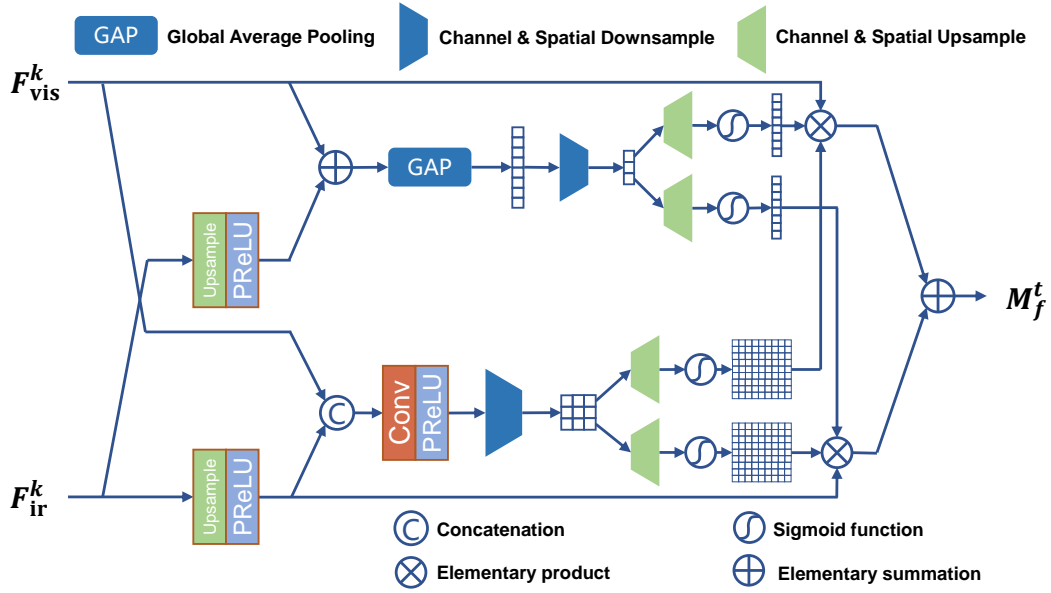 GAP Global Average Pooling Channel & Spatial Downsample Channel & Spatial Upsample
F^k_vis
GAP
Upsample
PReLU
M^t_f
C
Conv
PReLU
Upsample
PReLU
F^k_ir
C Concatenation Sigmoid function
Elementary product Elementary summation